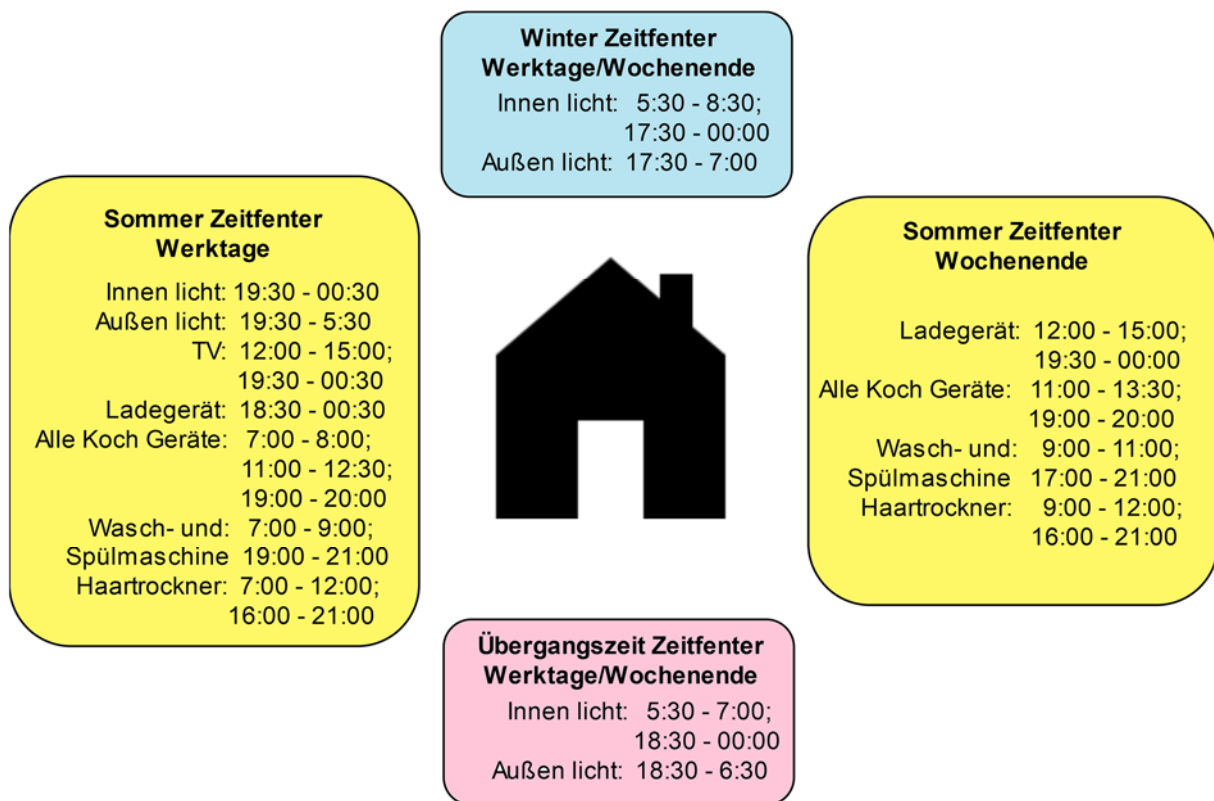 Winter Zeitfenter
Werktage/Wochenende
Innen licht: 5:30 - 8:30;
17:30 - 00:00
Außen licht: 17:30 - 7:00
Sommer Zeitfenter
Werktage
Innen licht: 19:30 - 00:30
Außen licht: 19:30 - 5:30
TV: 12:00 - 15:00;
19:30 - 00:30
Ladegerät: 18:30 - 00:30
Alle Koch Geräte: 7:00 - 8:00;
11:00 - 12:30;
19:00 - 20:00
Wasch- und: 7:00 - 9:00;
Spülmaschine 19:00 - 21:00
Haartrockner: 7:00 - 12:00;
16:00 - 21:00
Sommer Zeitfenter
Wochenende
Ladegerät: 12:00 - 15:00;
19:30 - 00:00
Alle Koch Geräte: 11:00 - 13:30;
19:00 - 20:00
Wasch- und: 9:00 - 11:00;
Spülmaschine 17:00 - 21:00
Haartrockner: 9:00 - 12:00;
16:00 - 21:00
Übergangszeit Zeitfenter
Werktage/Wochenende
Innen licht: 5:30 - 7:00;
18:30 - 00:00
Außen licht: 18:30 - 6:30